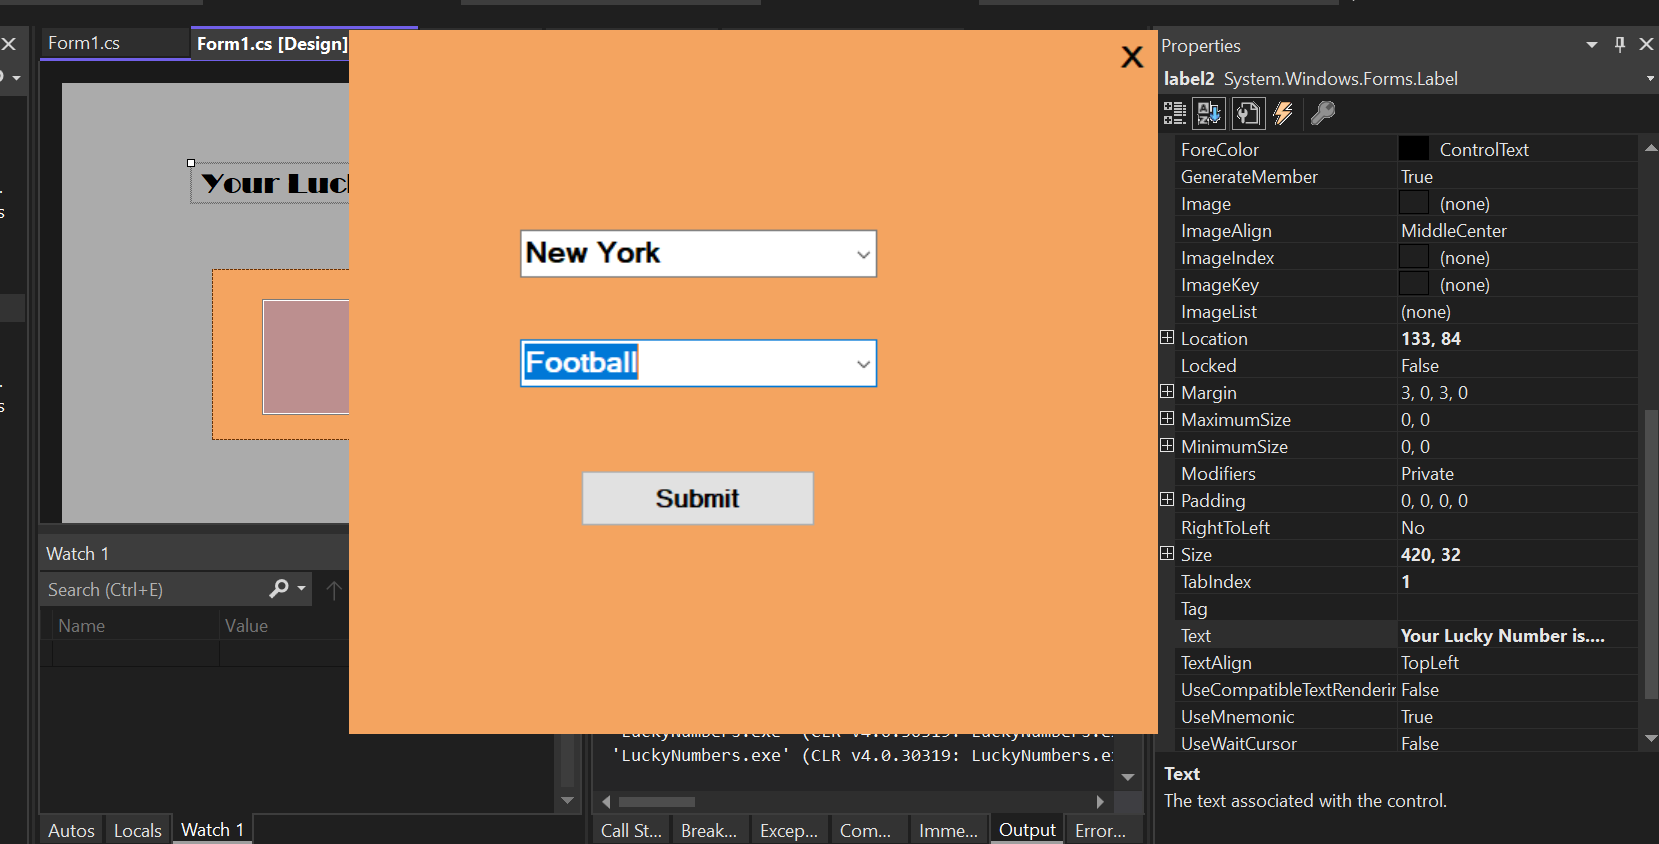 Form1.cs
Form1.cs [Design]
Your Luck
X
New York
Football
Submit
Watch 1
Search (Ctrl+E)
Name Value
'LuckyNumbers.exe' (CLR v4.0.30319: LuckyNumbers.ex
Autos Locals Watch 1
Call St... Break... Excep... Com... Imme... Output Error...
Properties
label2 System.Windows.Forms.Label
ForeColor ControlText
GenerateMember True
Image (none)
ImageAlign MiddleCenter
ImageIndex (none)
ImageKey (none)
ImageList (none)
Location 133, 84
Locked False
Margin 3, 0, 3, 0
MaximumSize 0, 0
MinimumSize 0, 0
Modifiers Private
Padding 0, 0, 0, 0
RightToLeft No
Size 420, 32
TabIndex 1
Tag
Text Your Lucky Number is....
TextAlign TopLeft
UseCompatibleTextRenderin False
UseMnemonic True
UseWaitCursor False
Text
The text associated with the control.